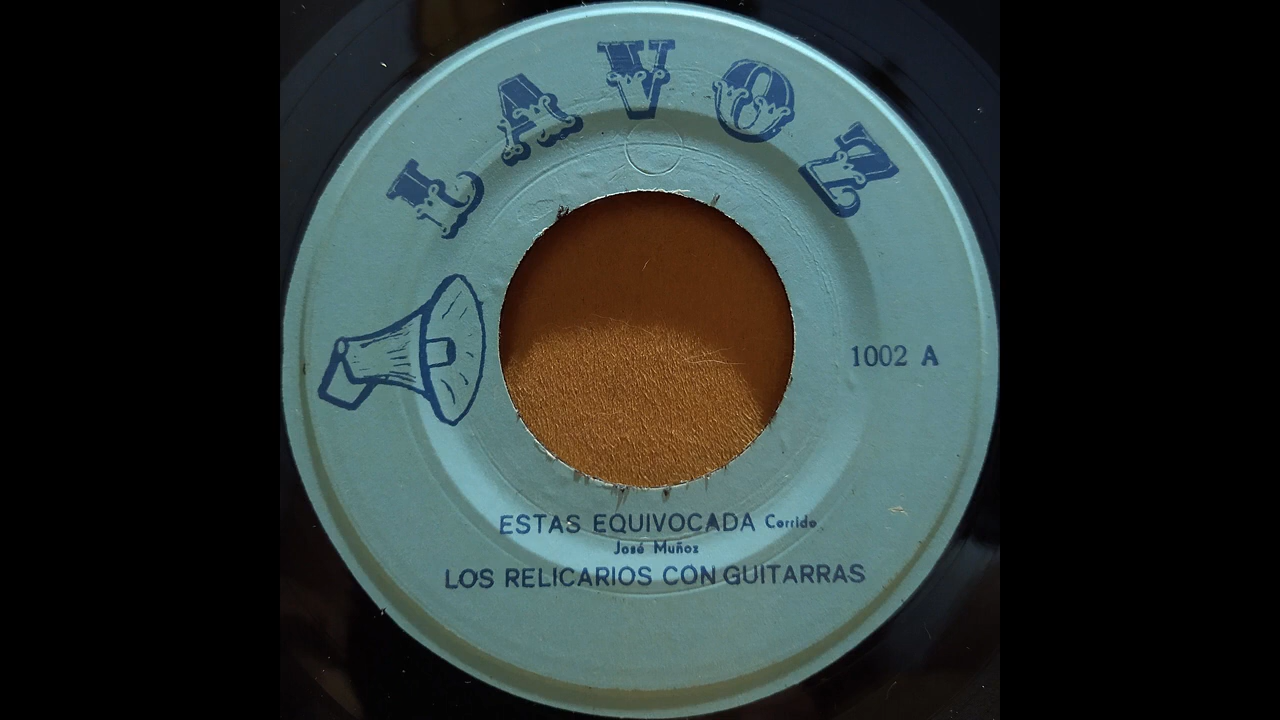 LA VOZ
1002 A
ESTAS EQUIVOCADA Corrido
José Muñoz
LOS RELICARIOS CON GUITARRAS